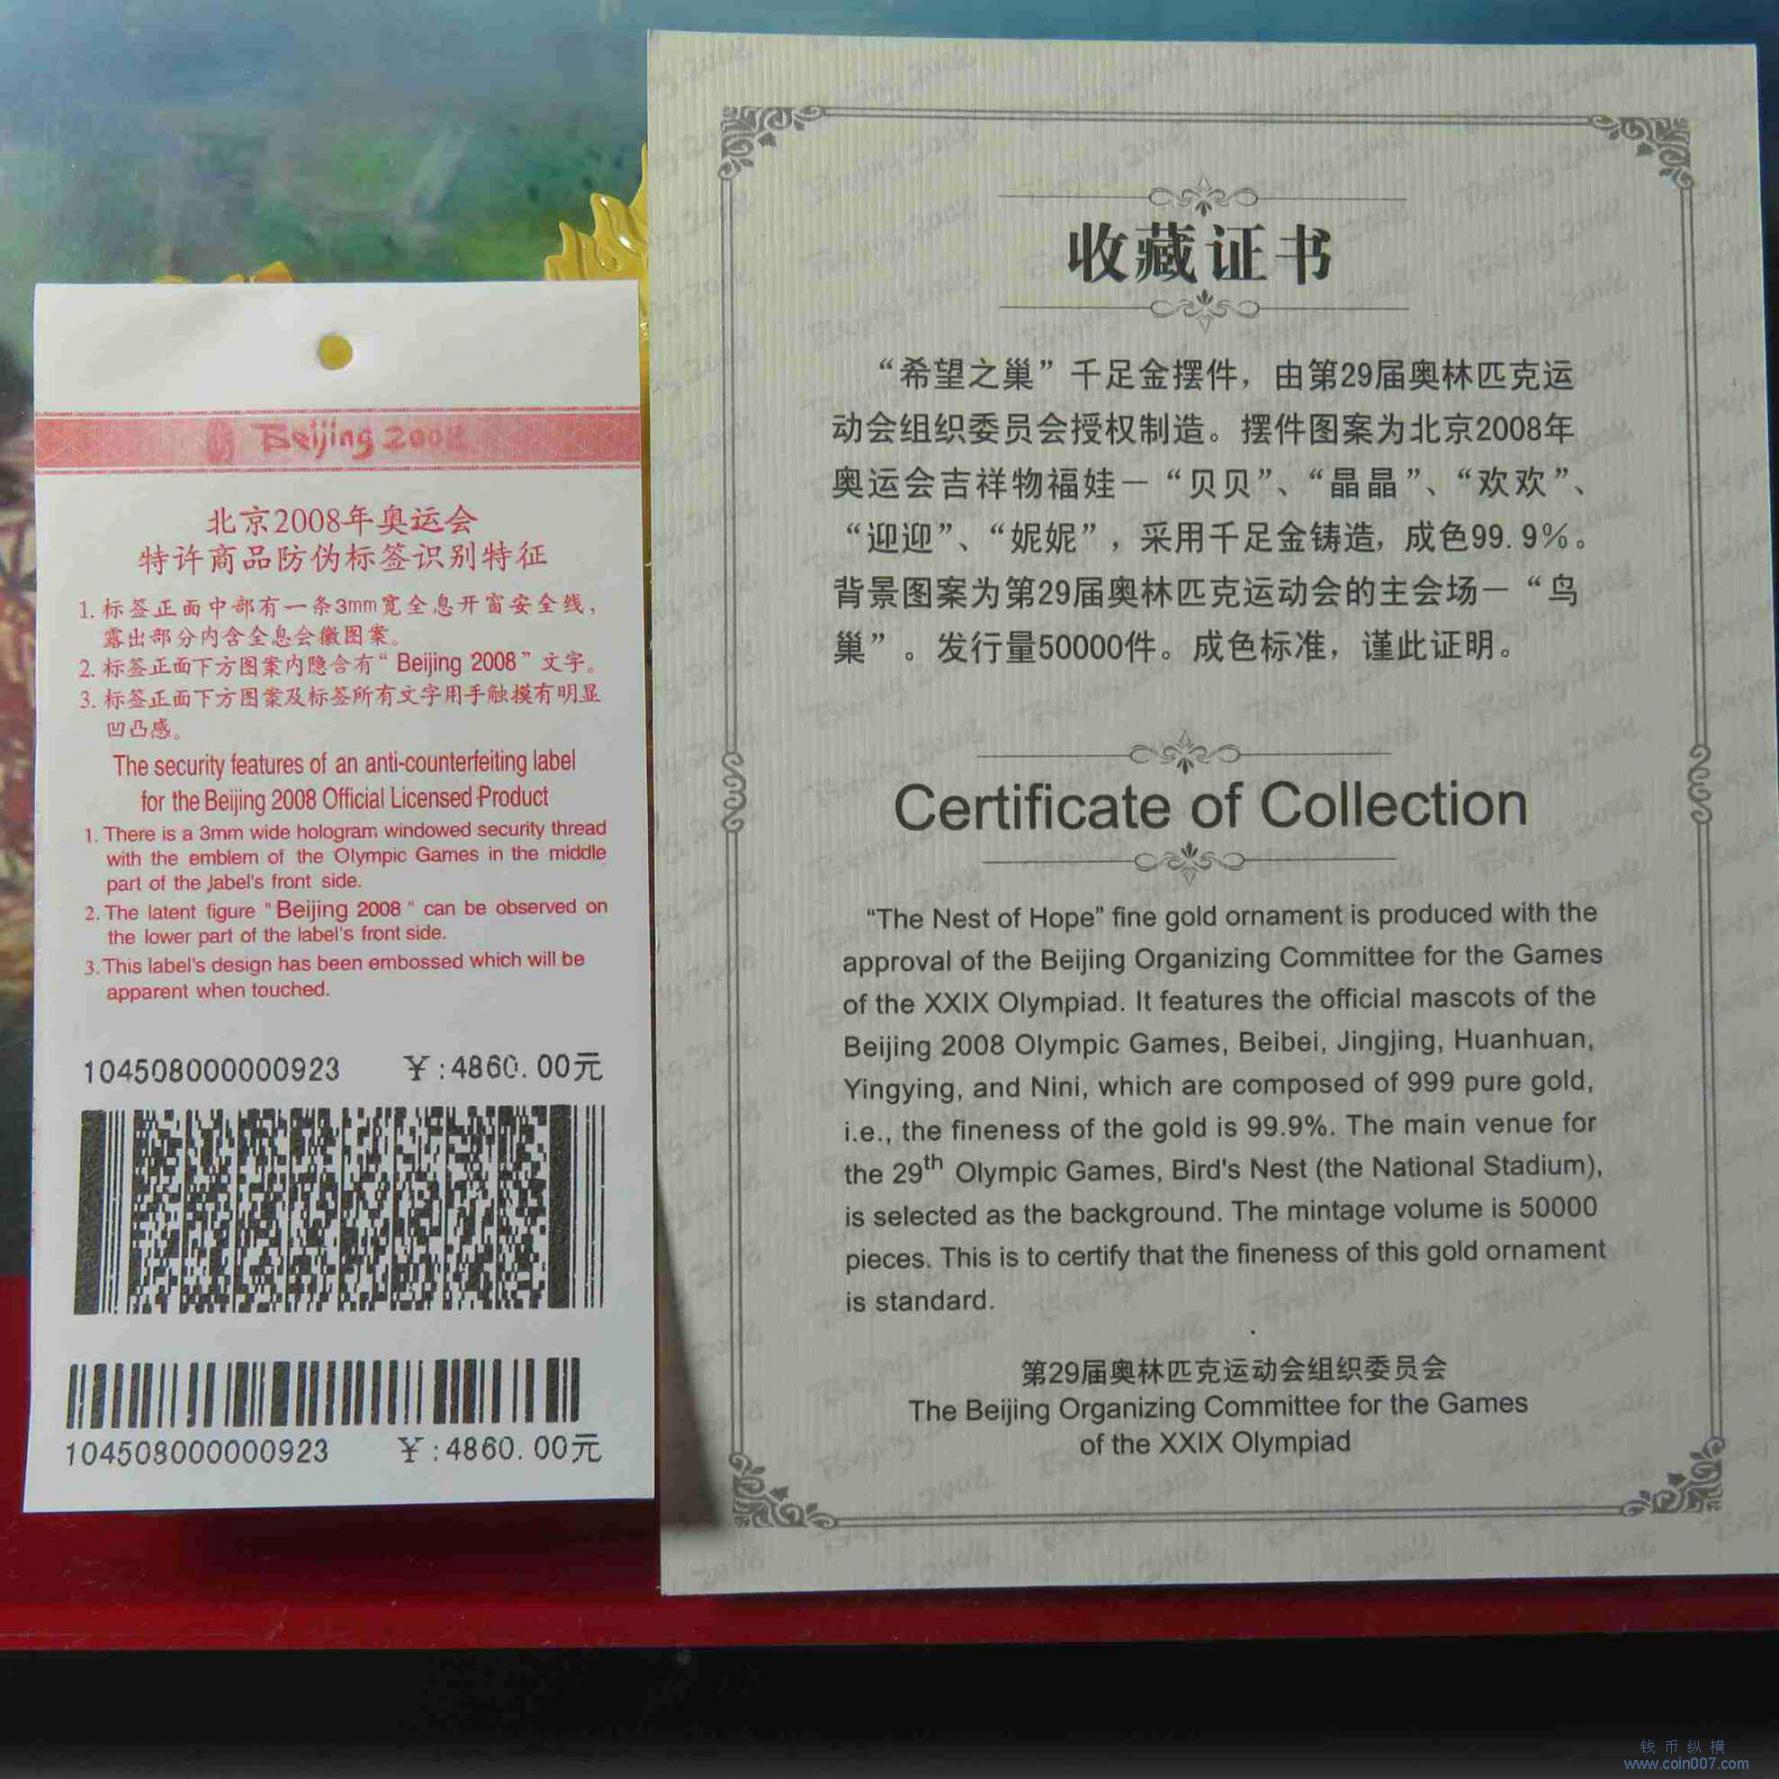 Beijing 2008
北京2008年奥运会
特许商品防伪标签识别特征
1. 标签正面中部有一条3mm宽全息开窗安全线，
露出部分内含全息会徽图案。
2. 标签正面下方图案内隐含有“Beijing 2008”文字。
3. 标签正面下方图案及标签所有文字用手触摸有明显
凹凸感。
The security features of an anti-counterfeiting label
for the Beijing 2008 Official Licensed Product
1. There is a 3mm wide hologram windowed security thread
with the emblem of the Olympic Games in the middle
part of the label's front side.
2. The latent figure "Beijing 2008" can be observed on
the lower part of the label's front side.
3. This label's design has been embossed which will be
apparent when touched.
104508000000923 ￥:4860.00元
104508000000923 ￥:4860.00元
收藏证书
“希望之巢”千足金摆件，由第29届奥林匹克运
动会组织委员会授权制造。摆件图案为北京2008年
奥运会吉祥物福娃－“贝贝”、“晶晶”、“欢欢”、
“迎迎”、“妮妮”，采用千足金铸造，成色99.9％。
背景图案为第29届奥林匹克运动会的主会场－“鸟
巢”。发行量50000件。成色标准，谨此证明。
Certificate of Collection
“The Nest of Hope” fine gold ornament is produced with the
approval of the Beijing Organizing Committee for the Games
of the XXIX Olympiad. It features the official mascots of the
Beijing 2008 Olympic Games, Beibei, Jingjing, Huanhuan,
Yingying, and Nini, which are composed of 999 pure gold,
i.e., the fineness of the gold is 99.9%. The main venue for
the 29th Olympic Games, Bird's Nest (the National Stadium),
is selected as the background. The mintage volume is 50000
pieces. This is to certify that the fineness of this gold ornament
is standard.
第29届奥林匹克运动会组织委员会
The Beijing Organizing Committee for the Games
of the XXIX Olympiad
钱币纵横
www.coin007.com